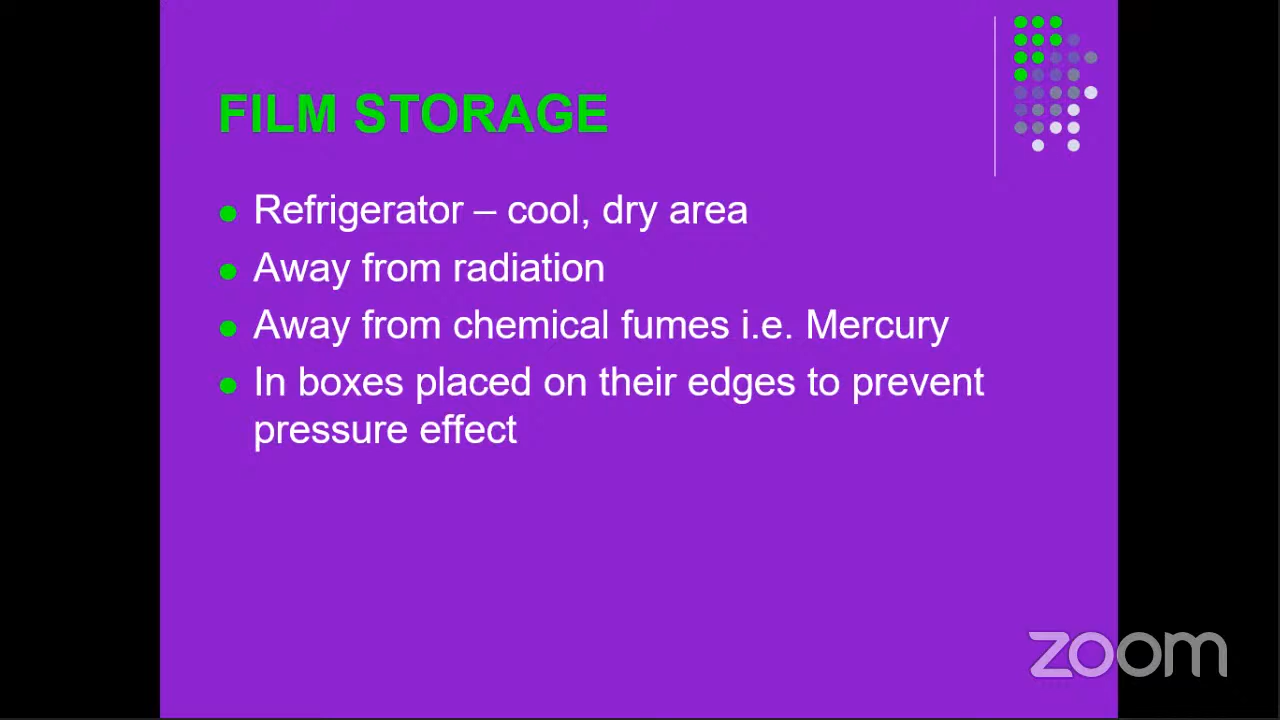 FILM STORAGE
Refrigerator – cool, dry area
Away from radiation
Away from chemical fumes i.e. Mercury
In boxes placed on their edges to prevent
pressure effect
zoom